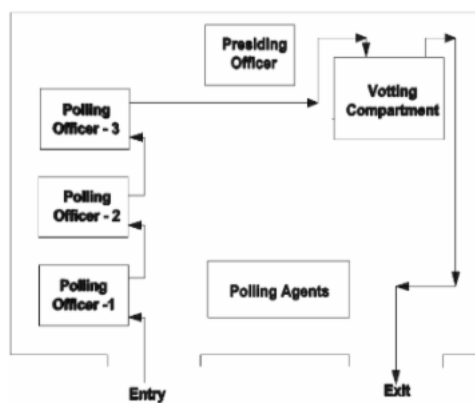 Presiding
Officer
Votting
Compartment
Polling
Officer - 3
Polling
Officer - 2
Polling
Officer -1
Polling Agents
Entry
Exit